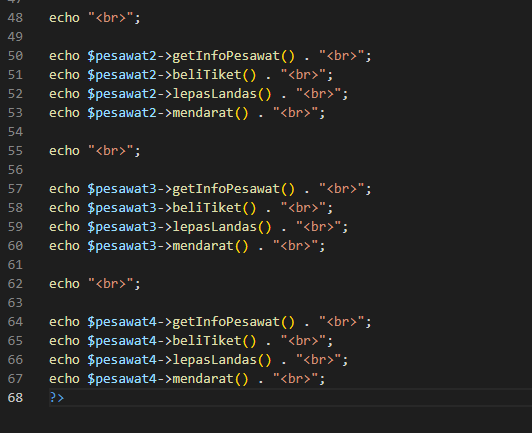 48 echo "<br>";
49
50 echo $pesawat2->getInfoPesawat() . "<br>";
51 echo $pesawat2->beliTiket() . "<br>";
52 echo $pesawat2->lepasLandas() . "<br>";
53 echo $pesawat2->mendarat() . "<br>";
54
55 echo "<br>";
56
57 echo $pesawat3->getInfoPesawat() . "<br>";
58 echo $pesawat3->beliTiket() . "<br>";
59 echo $pesawat3->lepasLandas() . "<br>";
60 echo $pesawat3->mendarat() . "<br>";
61
62 echo "<br>";
63
64 echo $pesawat4->getInfoPesawat() . "<br>";
65 echo $pesawat4->beliTiket() . "<br>";
66 echo $pesawat4->lepasLandas() . "<br>";
67 echo $pesawat4->mendarat() . "<br>";
68 ?>